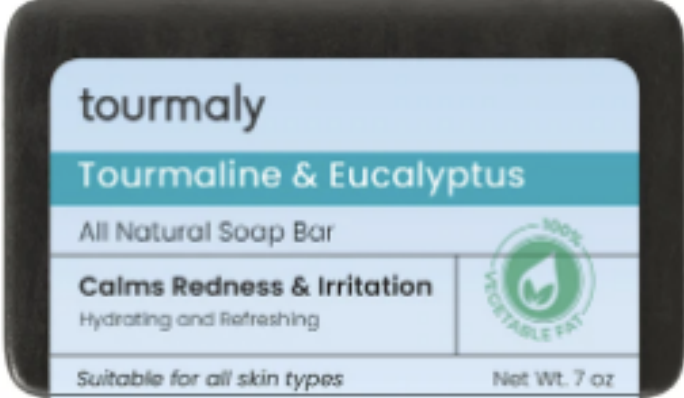 tourmaly
Tourmaline & Eucalyptus
All Natural Soap Bar
Calms Redness & Irritation
Hydrating and Refreshing
100%
VEGETABLE FAT
Suitable for all skin types
Net Wt. 7 oz